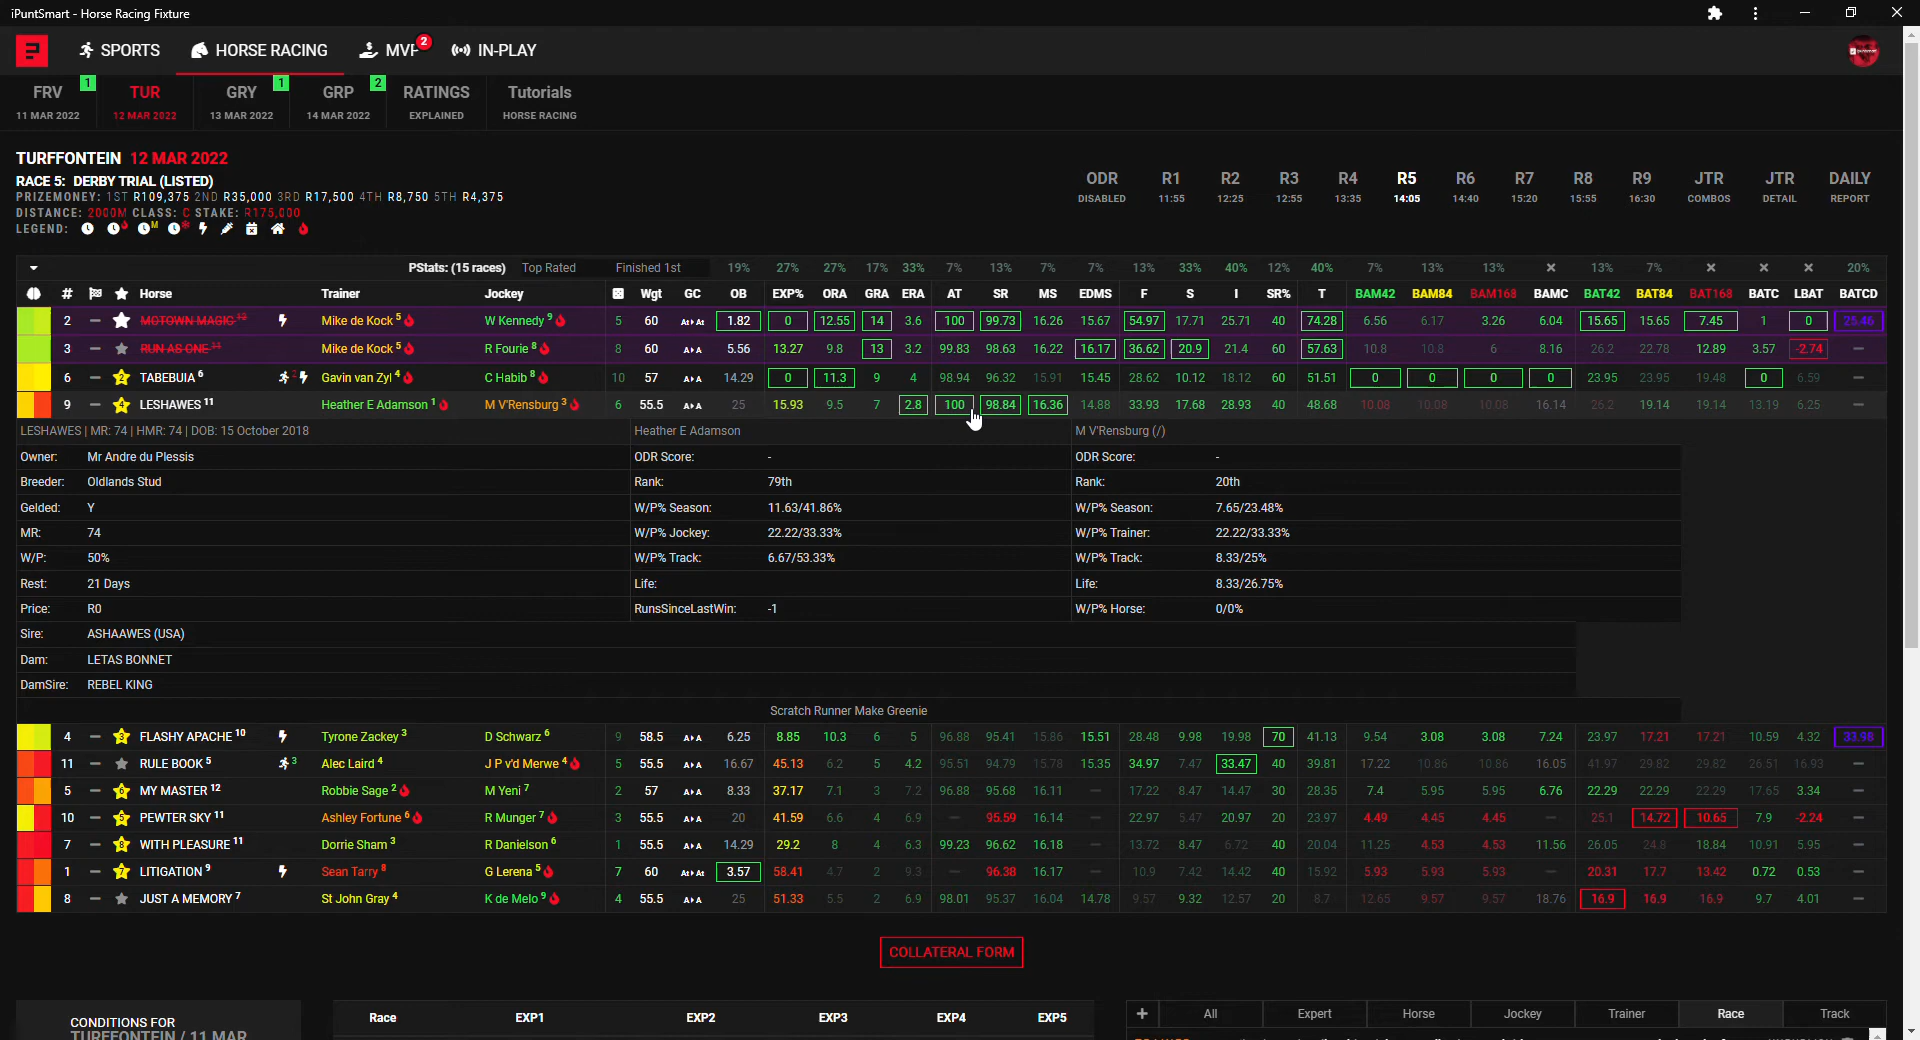 iPuntSmart - Horse Racing Fixture
SPORTS HORSE RACING MVP 2 IN-PLAY
FRV 1 TUR GRY 1 GRP 2 RATINGS Tutorials
11 MAR 2022 12 MAR 2022 13 MAR 2022 14 MAR 2022 EXPLAINED HORSE RACING
TURFFONTEIN 12 MAR 2022
RACE 5: DERBY TRIAL (LISTED)
PRIZEMONEY: 1ST R109,375 2ND R35,000 3RD R17,500 4TH R8,750 5TH R4,375
DISTANCE: 2000M CLASS: C STAKE: R175,000
LEGEND:
ODR R1 R2 R3 R4 R5 R6 R7 R8 R9 JTR JTR DAILY
DISABLED 11:55 12:25 12:55 13:35 14:05 14:40 15:20 15:55 16:30 COMBOS DETAIL REPORT
PStats: (15 races) Top Rated Finished 1st 19% 27% 27% 17% 33% 7% 13% 7% 7% 13% 33% 40% 12% 40% 7% 13% 13% × 13% 7% × × × 20%
# Horse Trainer Jockey Wgt GC OB EXP% ORA GRA ERA AT SR MS EDMS F S I SR% T BAM42 BAM84 BAM168 BAMC BAT42 BAT84 BAT168 BATC LBAT BATCD
2 — MOTOWN MAGIC 12 Mike de Kock 5 W Kennedy 9 5 60 A‡▸A‡ 1.82 0 12.55 14 3.6 100 99.73 16.26 15.67 54.97 17.71 25.71 40 74.28 6.56 6.17 3.26 6.04 15.65 15.65 7.45 1 0 25.46
3 — RUN AS ONE 11 Mike de Kock 5 R Fourie 8 8 60 A▸A 5.56 13.27 9.8 13 3.2 99.83 98.63 16.22 16.17 36.62 20.9 21.4 60 57.63 10.8 10.8 6 8.16 26.2 22.78 12.89 3.57 -2.74 —
6 — 2 TABEBUIA 6 Gavin van Zyl 4 C Habib 8 10 57 A▸A 14.29 0 11.3 9 4 98.94 96.32 15.91 15.45 28.62 10.12 18.12 60 51.51 0 0 0 0 23.95 23.95 19.48 0 6.59 —
9 — 4 LESHAWES 11 Heather E Adamson 1 M V'Rensburg 3 6 55.5 A▸A 25 15.93 9.5 7 2.8 100 98.84 16.36 14.88 33.93 17.68 28.93 40 48.68 10.08 10.08 10.08 16.14 26.2 19.14 19.14 13.19 6.25 —
LESHAWES | MR: 74 | HMR: 74 | DOB: 15 October 2018 Heather E Adamson M V'Rensburg (/)
Owner: Mr Andre du Plessis ODR Score: - ODR Score: -
Breeder: Oldlands Stud Rank: 79th Rank: 20th
Gelded: Y W/P% Season: 11.63/41.86% W/P% Season: 7.65/23.48%
MR: 74 W/P% Jockey: 22.22/33.33% W/P% Trainer: 22.22/33.33%
W/P: 50% W/P% Track: 6.67/53.33% W/P% Track: 8.33/25%
Rest: 21 Days Life: Life: 8.33/26.75%
Price: R0 RunsSinceLastWin: -1 W/P% Horse: 0/0%
Sire: ASHAAWES (USA)
Dam: LETAS BONNET
DamSire: REBEL KING
Scratch Runner Make Greenie
4 — 3 FLASHY APACHE 10 Tyrone Zackey 3 D Schwarz 6 9 58.5 A▸A 6.25 8.85 10.3 6 5 96.88 95.41 15.86 15.51 28.48 9.98 19.98 70 41.13 9.54 3.08 3.08 7.24 23.97 17.21 17.21 10.59 4.32 33.98
11 — RULE BOOK 5 3 Alec Laird 4 J P v'd Merwe 4 5 55.5 A▸A 16.67 45.13 6.2 5 4.2 95.51 94.79 15.78 15.35 34.97 7.47 33.47 40 39.81 17.22 10.86 10.86 16.05 41.97 29.82 29.82 26.51 16.93 —
5 — 6 MY MASTER 12 Robbie Sage 2 M Yeni 7 2 57 A▸A 8.33 37.17 7.1 3 7.2 96.88 95.68 16.11 — 17.22 8.47 14.47 30 28.35 7.4 5.95 5.95 6.76 22.29 22.29 22.29 17.65 3.34 —
10 — 5 PEWTER SKY 11 Ashley Fortune 6 R Munger 7 3 55.5 A▸A 20 41.59 6.6 4 6.9 — 95.59 16.14 — 22.97 5.47 20.97 20 23.97 4.49 4.45 4.45 — 25.1 14.72 10.65 7.9 -2.24 —
7 — 8 WITH PLEASURE 11 Dorrie Sham 3 R Danielson 6 1 55.5 A▸A 14.29 29.2 8 4 6.3 99.23 96.62 16.18 — 13.72 8.47 6.72 40 20.04 11.25 4.53 4.53 11.56 26.05 24.8 18.84 10.91 5.95 —
1 — 7 LITIGATION 9 Sean Tarry 8 G Lerena 5 7 60 A‡▸A‡ 3.57 58.41 4.7 2 9.3 — 96.38 16.17 — 10.9 7.42 14.42 40 15.92 5.93 5.93 5.93 — 20.31 17.7 13.42 0.72 0.53 —
8 — JUST A MEMORY 7 St John Gray 4 K de Melo 9 4 55.5 A▸A 25 51.33 5.5 2 6.9 98.01 95.37 16.04 14.78 9.57 9.32 12.57 20 8.7 12.65 9.57 9.57 18.76 16.9 16.9 16.9 9.7 4.01 —
COLLATERAL FORM
CONDITIONS FOR
TURFFONTEIN / 11 MAR
Race EXP1 EXP2 EXP3 EXP4 EXP5
+ All Expert Horse Jockey Trainer Race Track